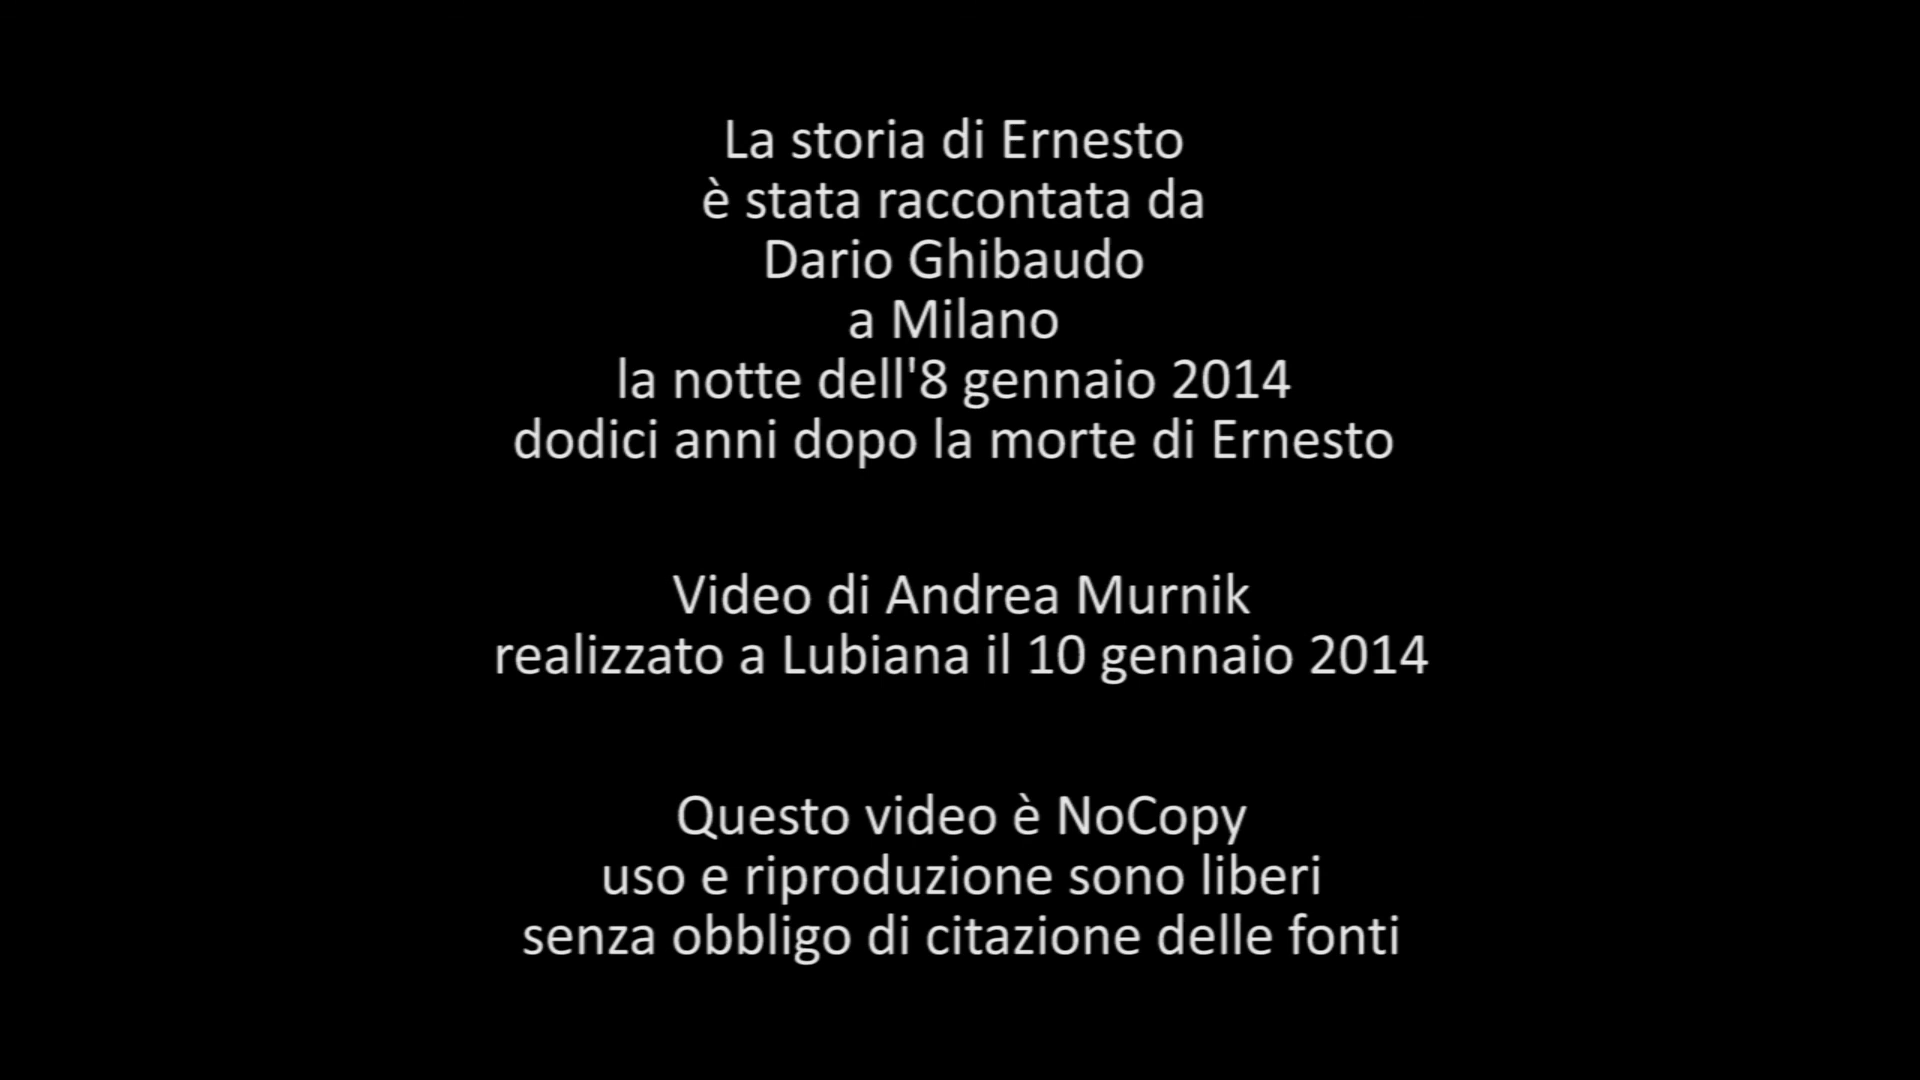 La storia di Ernesto
è stata raccontata da
Dario Ghibaudo
a Milano
la notte dell'8 gennaio 2014
dodici anni dopo la morte di Ernesto
Video di Andrea Murnik
realizzato a Lubiana il 10 gennaio 2014
Questo video è NoCopy
uso e riproduzione sono liberi
senza obbligo di citazione delle fonti